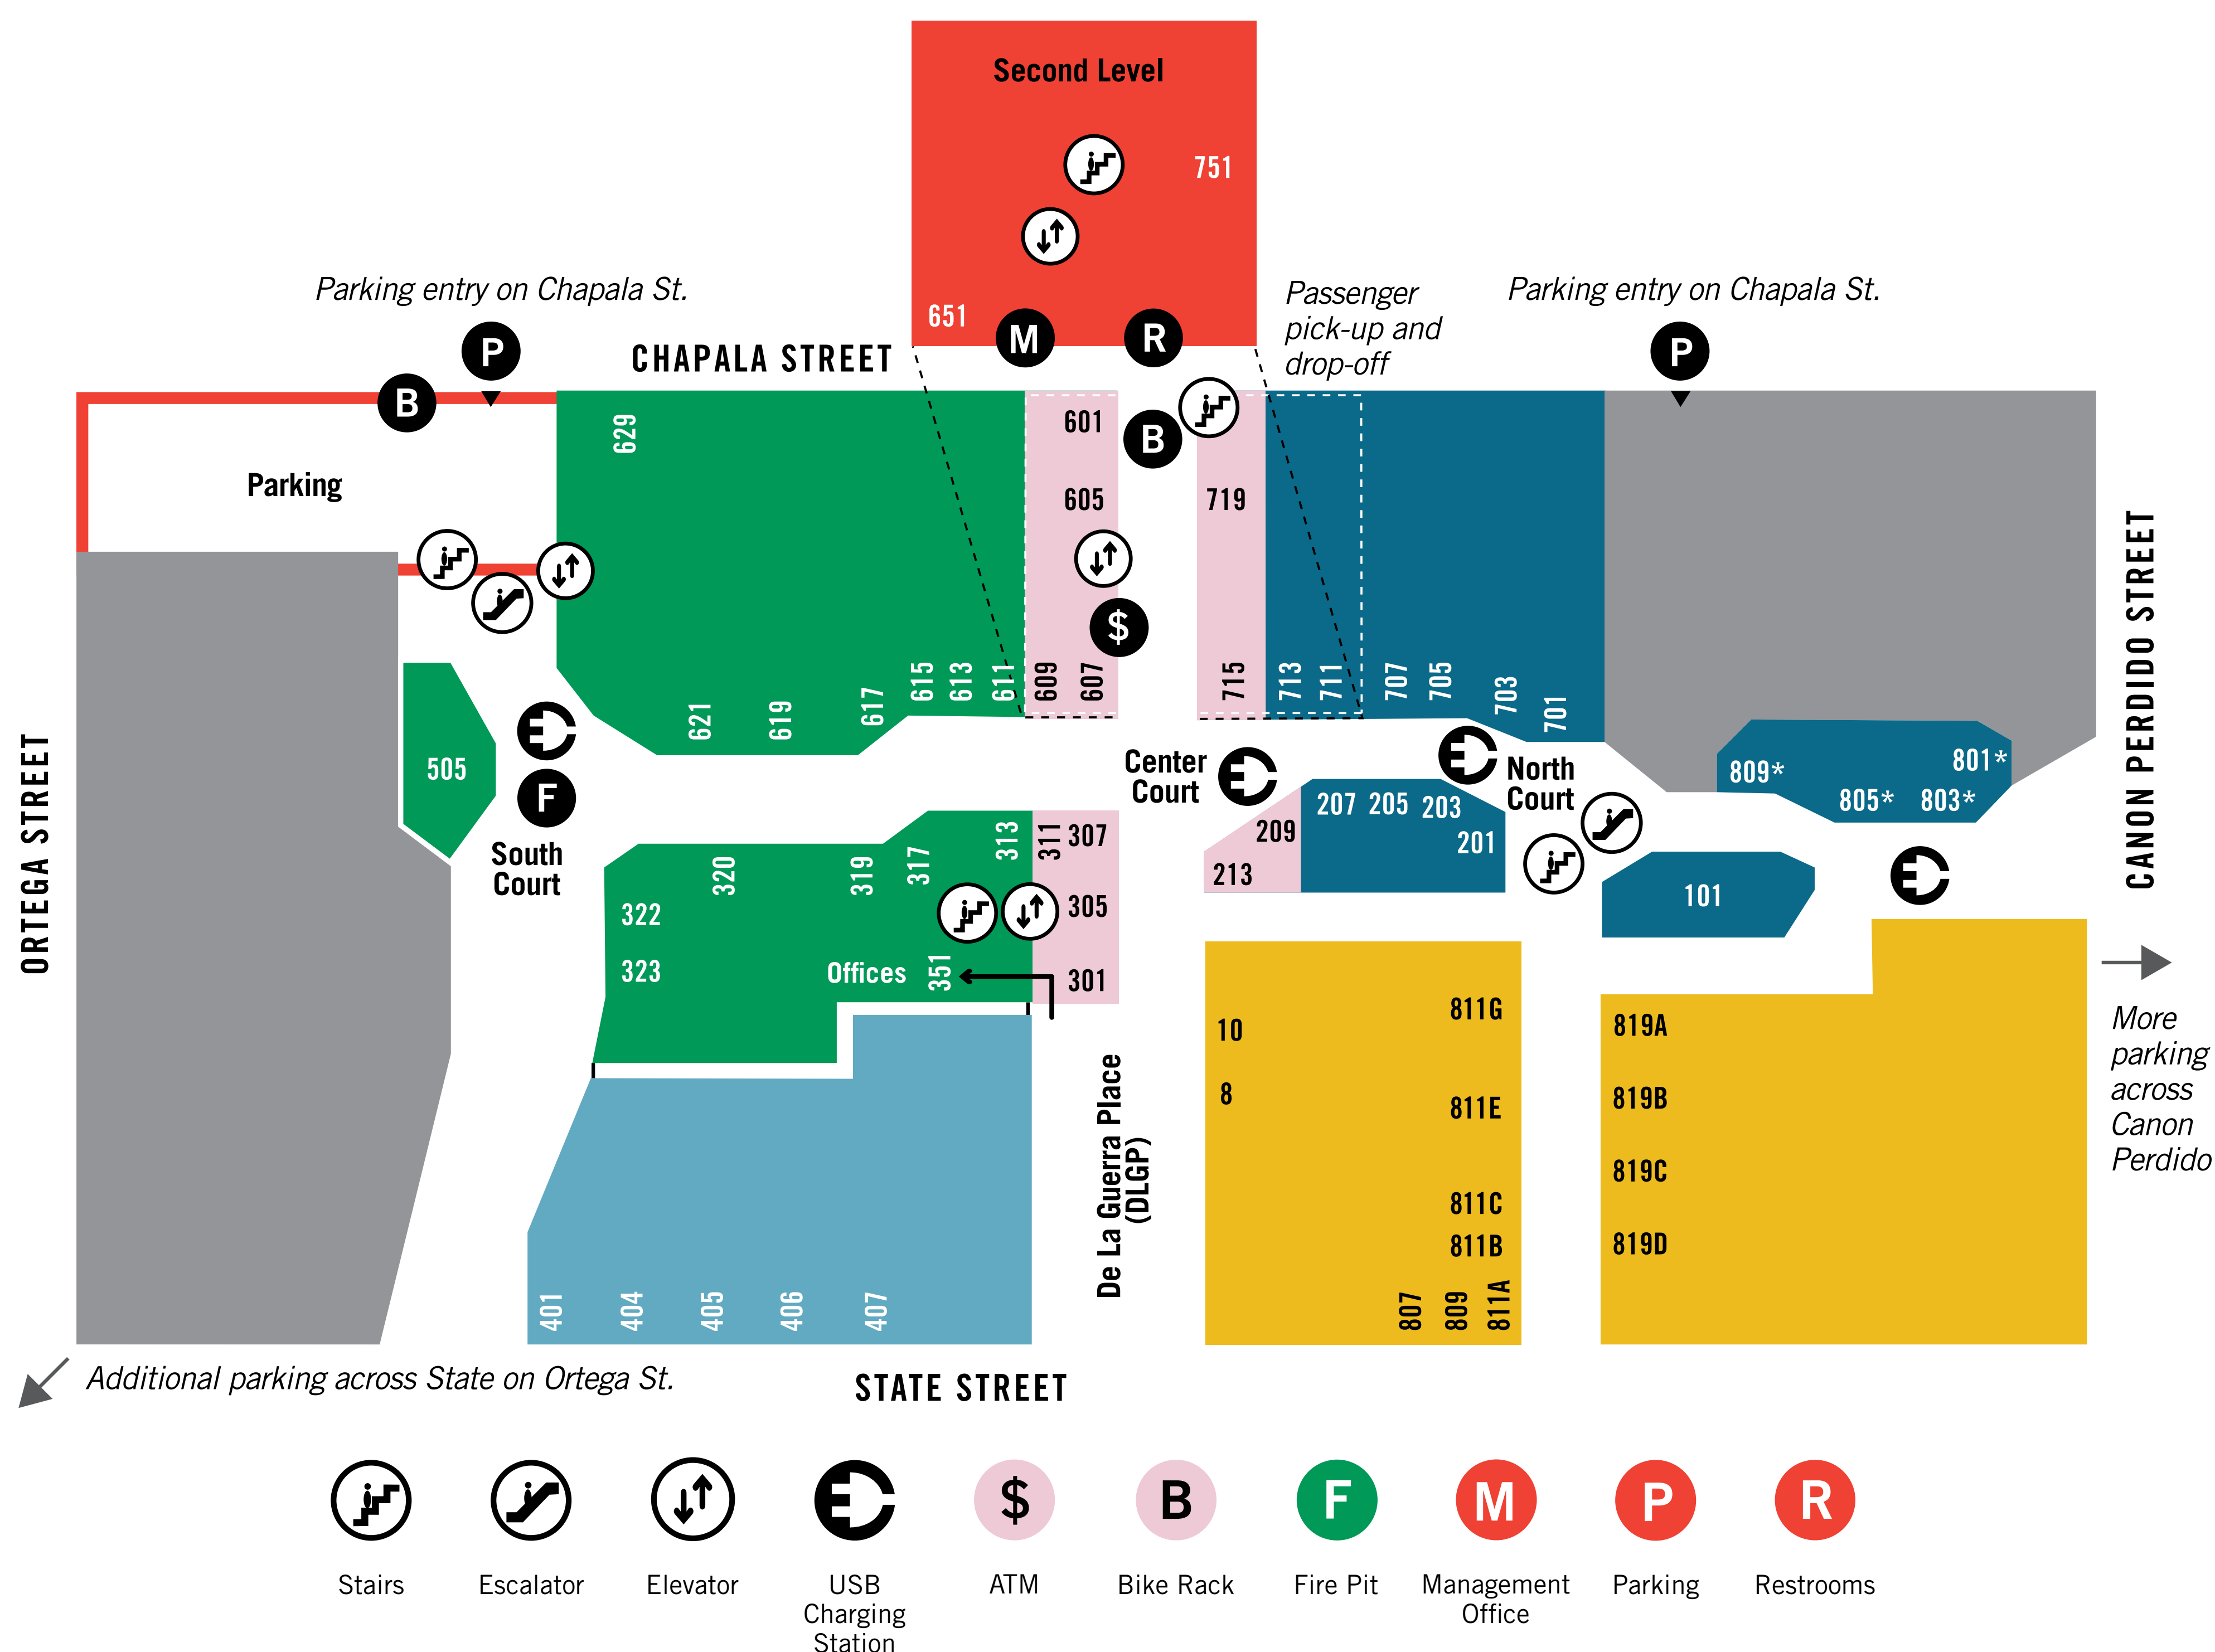 Second Level
751
651
M
R
Parking entry on Chapala St.
P
CHAPALA STREET
Passenger
pick-up and
drop-off
Parking entry on Chapala St.
P
B
Parking
629
601
605
B
719
$
621
619
617
615
613
611
609
607
715
713
711
707
705
703
701
ORTEGA STREET
505
F
South
Court
Center
Court
North
Court
207
205
203
201
209
213
809*
801*
805*
803*
101
CANON PERDIDO STREET
320
319
317
313
311
307
305
301
322
323
Offices
351
401
404
405
406
407
De La Guerra Place
(DLGP)
10
8
811G
811E
811C
811B
807
809
811A
819A
819B
819C
819D
More
parking
across
Canon
Perdido
Additional parking across State on Ortega St.
STATE STREET
$
B
F
M
P
R
Stairs
Escalator
Elevator
USB
Charging
Station
ATM
Bike Rack
Fire Pit
Management
Office
Parking
Restrooms